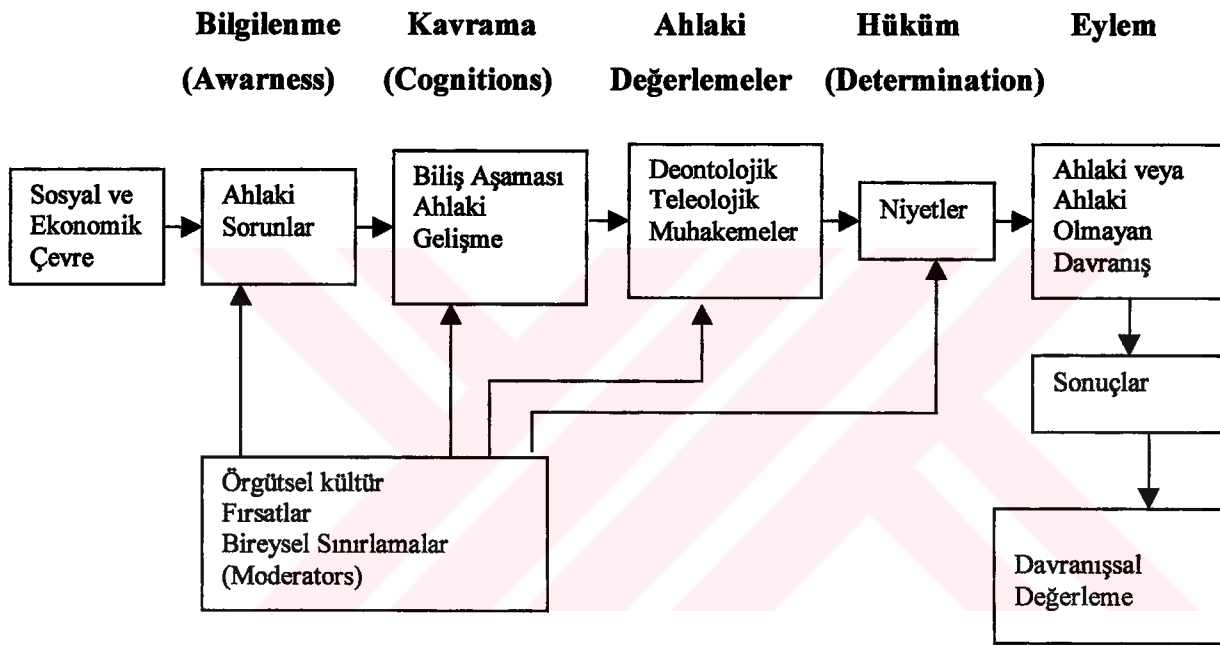 Bilgilenme
(Awarness)
Kavrama
(Cognitions)
Ahlaki
Değerlemeler
Hüküm
(Determination)
Eylem
Sosyal ve
Ekonomik
Çevre
Ahlaki
Sorunlar
Biliş Aşaması
Ahlaki
Gelişme
Deontolojik
Teleolojik
Muhakemeler
Niyetler
Ahlaki veya
Ahlaki
Olmayan
Davranış
Sonuçlar
Örgütsel kültür
Fırsatlar
Bireysel Sınırlamalar
(Moderators)
Davranışsal
Değerleme